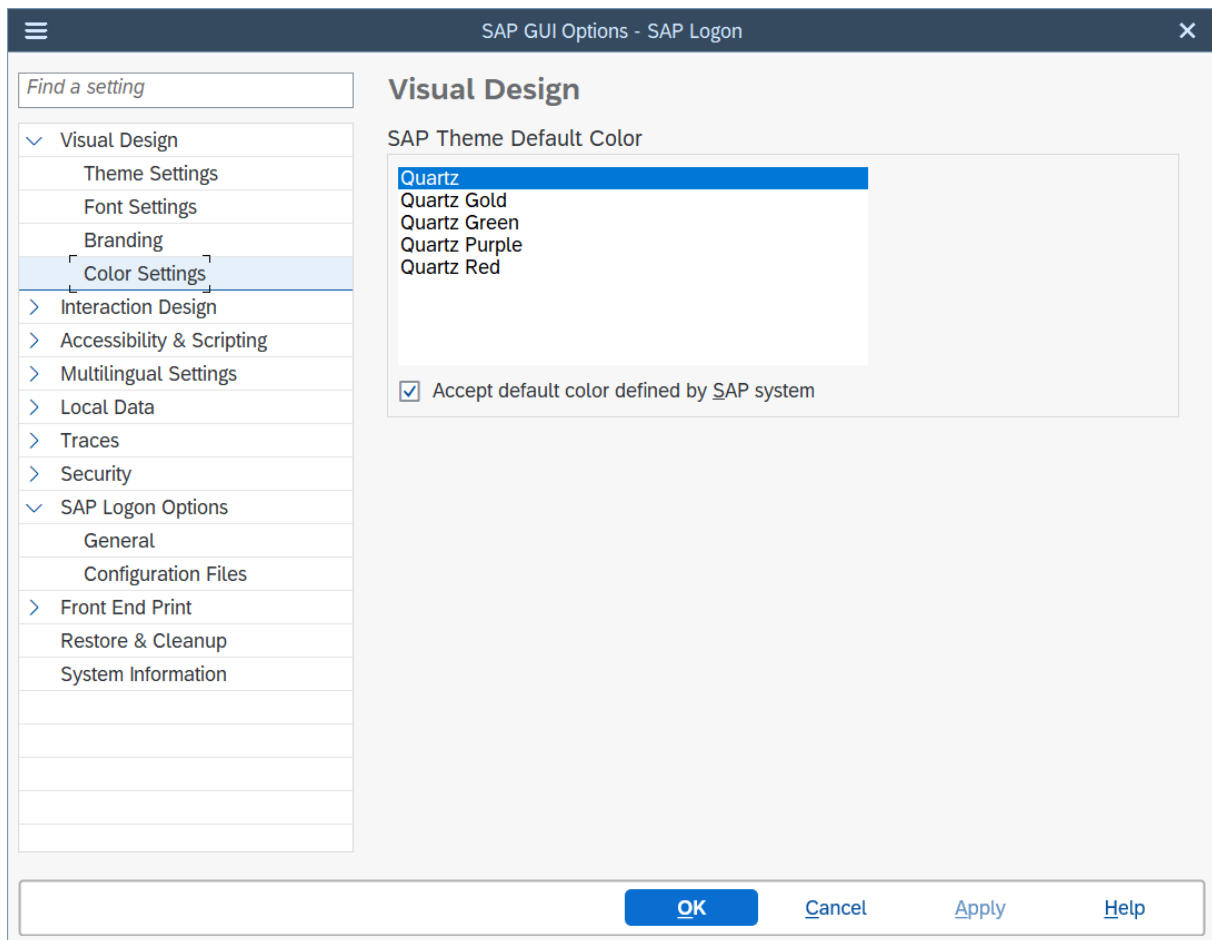 SAP GUI Options - SAP Logon
Find a setting
Visual Design
Theme Settings
Font Settings
Branding
Color Settings
Interaction Design
Accessibility & Scripting
Multilingual Settings
Local Data
Traces
Security
SAP Logon Options
General
Configuration Files
Front End Print
Restore & Cleanup
System Information
Visual Design
SAP Theme Default Color
Quartz
Quartz Gold
Quartz Green
Quartz Purple
Quartz Red
Accept default color defined by SAP system
OK Cancel Apply Help